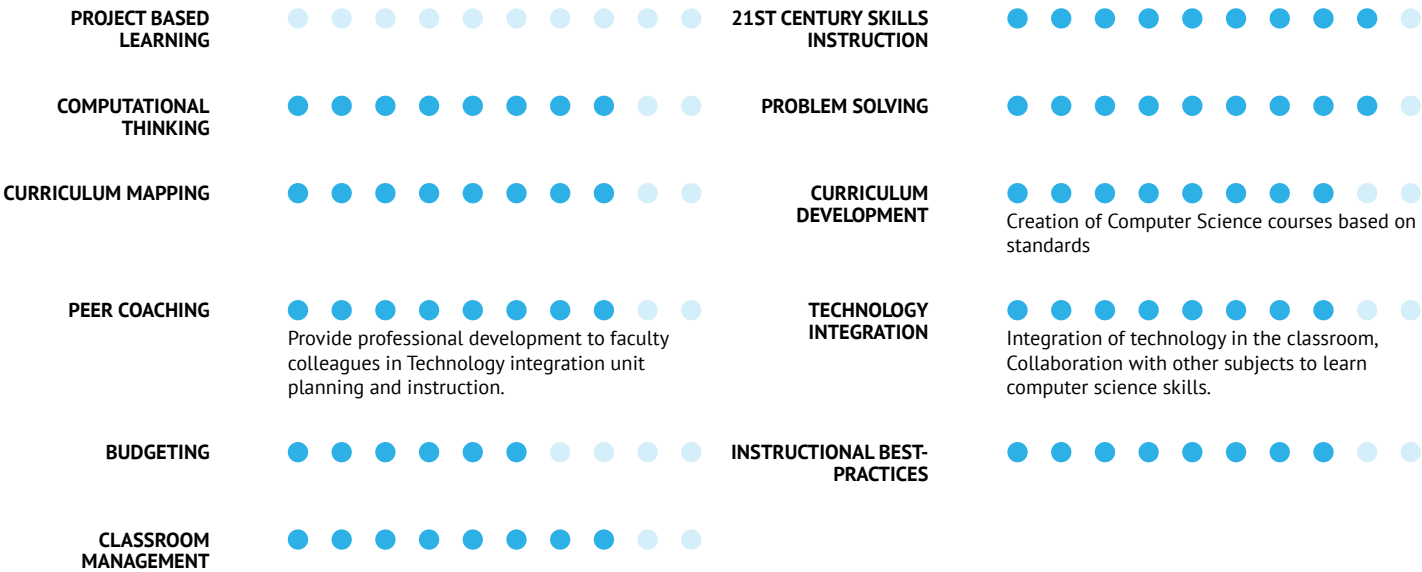 PROJECT BASED
LEARNING
21ST CENTURY SKILLS
INSTRUCTION
COMPUTATIONAL
THINKING
PROBLEM SOLVING
CURRICULUM MAPPING
CURRICULUM
DEVELOPMENT
Creation of Computer Science courses based on
standards
PEER COACHING
Provide professional development to faculty
colleagues in Technology integration unit
planning and instruction.
TECHNOLOGY
INTEGRATION
Integration of technology in the classroom,
Collaboration with other subjects to learn
computer science skills.
BUDGETING
INSTRUCTIONAL BEST-
PRACTICES
CLASSROOM
MANAGEMENT